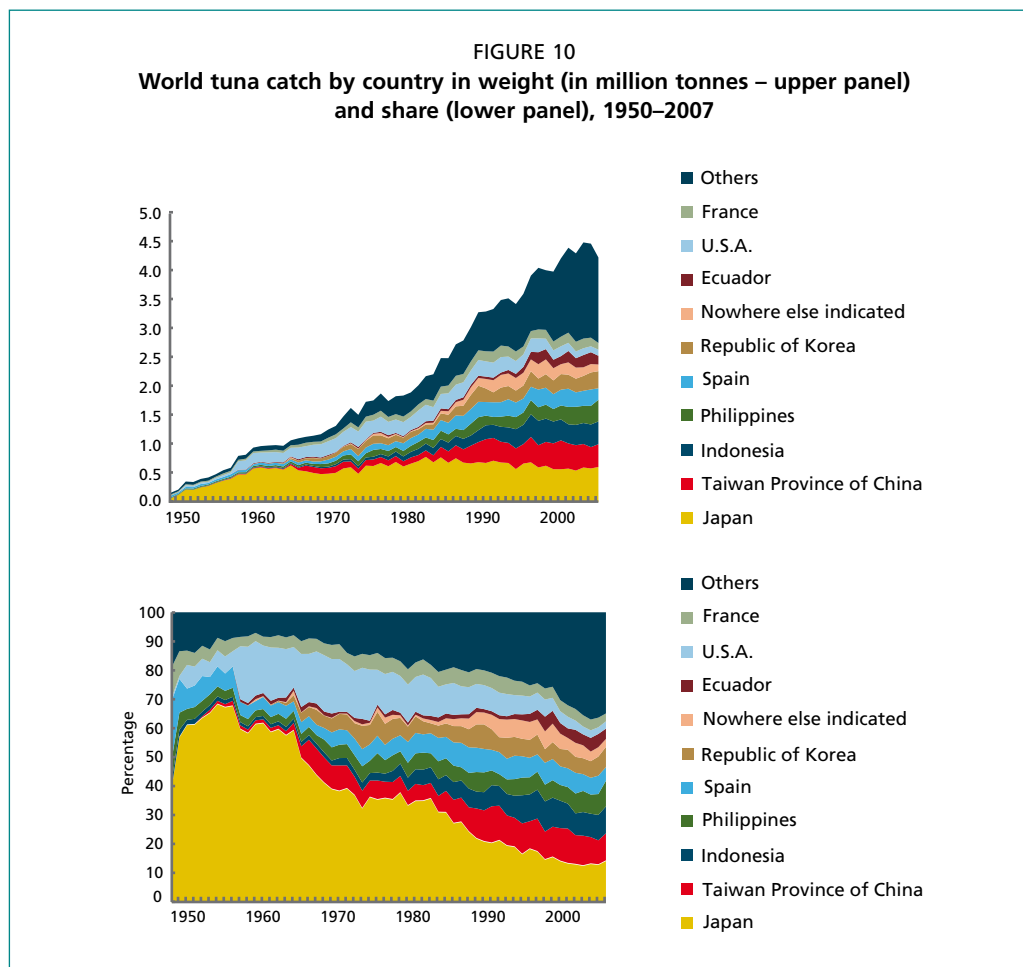 FIGURE 10
World tuna catch by country in weight (in million tonnes – upper panel)
and share (lower panel), 1950–2007
5.0
4.5
4.0
3.5
3.0
2.5
2.0
1.5
1.0
0.5
0.0
1950 1960 1970 1980 1990 2000
Others
France
U.S.A.
Ecuador
Nowhere else indicated
Republic of Korea
Spain
Philippines
Indonesia
Taiwan Province of China
Japan
Percentage
100
90
80
70
60
50
40
30
20
10
0
1950 1960 1970 1980 1990 2000
Others
France
U.S.A.
Ecuador
Nowhere else indicated
Republic of Korea
Spain
Philippines
Indonesia
Taiwan Province of China
Japan